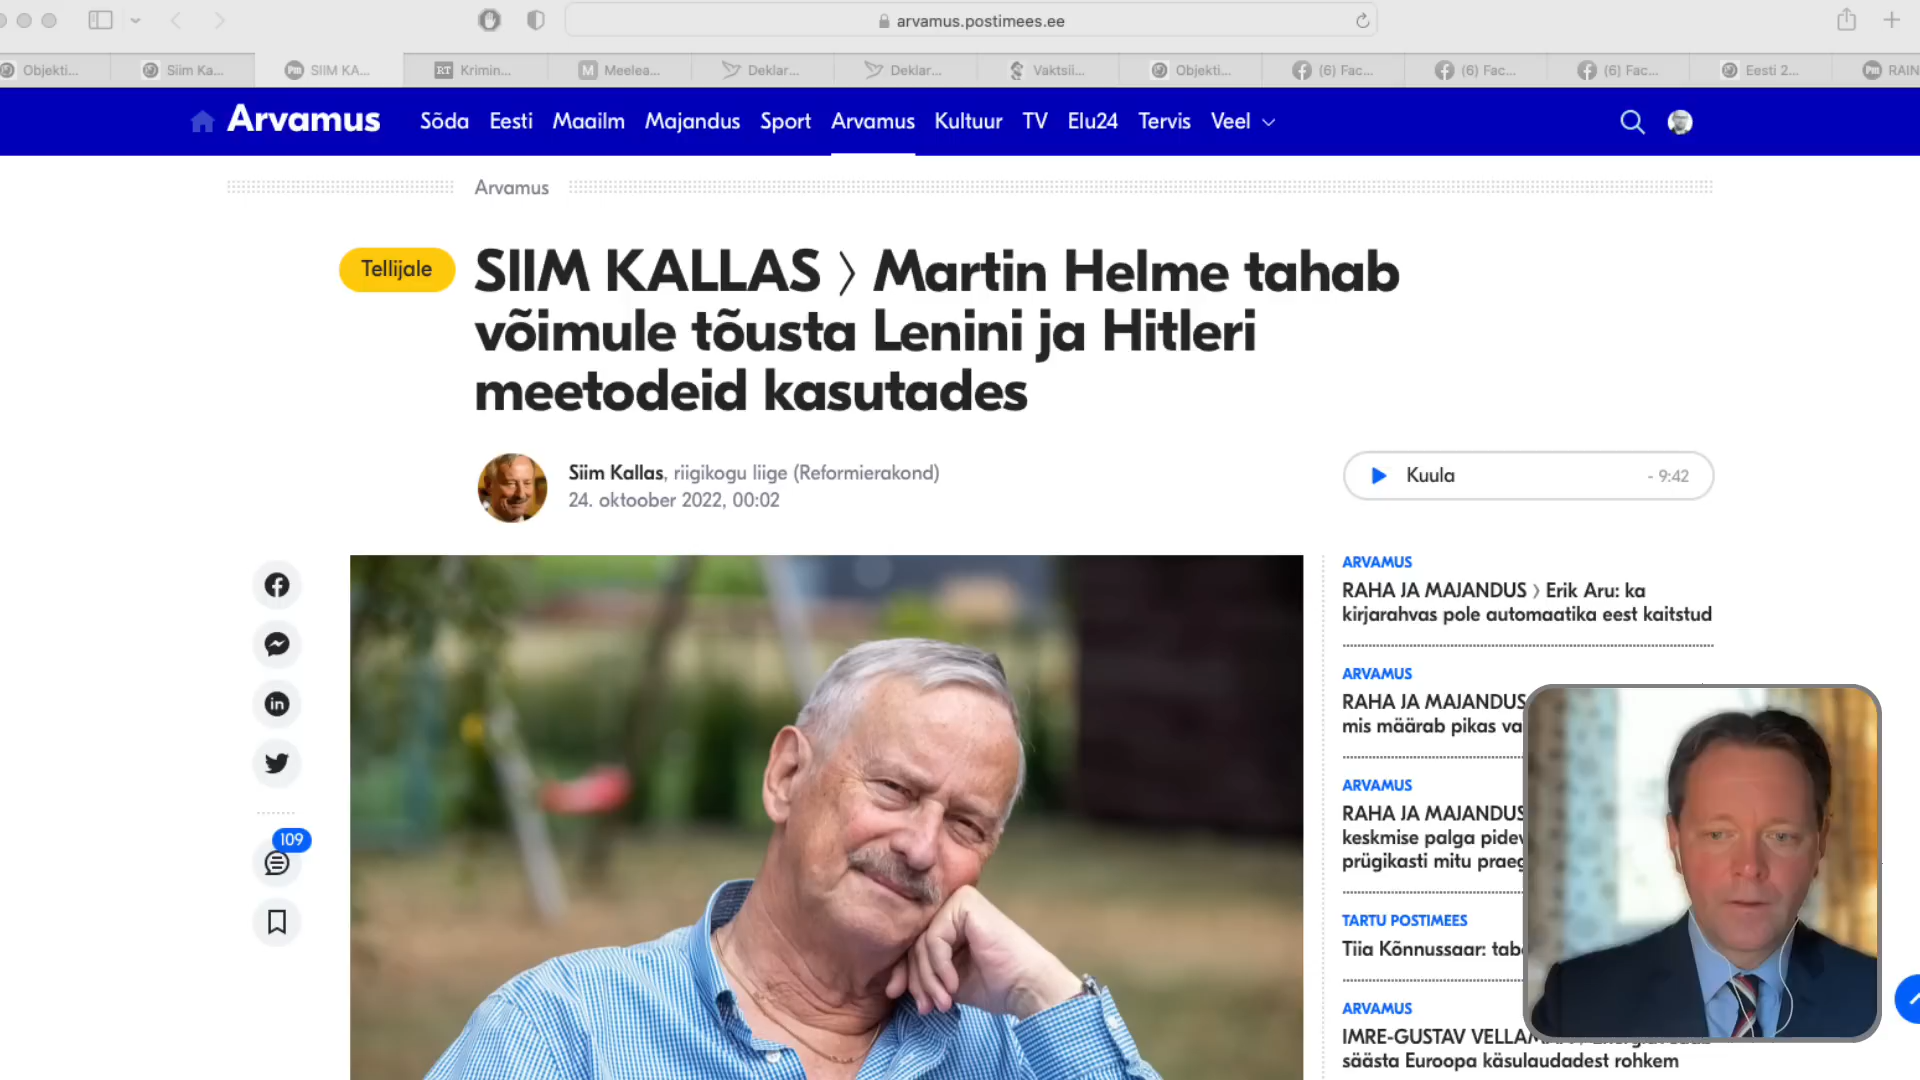 arvamus.postimees.ee
Objekti...
Siim Ka...
SIIM KA...
Krimin...
Meelea...
Deklar...
Deklar...
Vaktsii...
Objekti...
(6) Fac...
(6) Fac...
(6) Fac...
Eesti 2...
RAIN
Arvamus
Sõda Eesti Maailm Majandus Sport Arvamus Kultuur TV Elu24 Tervis Veel
Arvamus
Tellijale
SIIM KALLAS › Martin Helme tahab
võimule tõusta Lenini ja Hitleri
meetodeid kasutades
Siim Kallas, riigikogu liige (Reformierakond)
24. oktoober 2022, 00:02
Kuula - 9:42
109
ARVAMUS
RAHA JA MAJANDUS › Erik Aru: ka
kirjarahvas pole automaatika eest kaitstud
ARVAMUS
RAHA JA MAJANDUS
mis määrab pikas va
ARVAMUS
RAHA JA MAJANDUS
keskmise palga pidev
prügikasti mitu praeg
TARTU POSTIMEES
Tiia Kõnnussaar: tab
ARVAMUS
IMRE-GUSTAV VELLAM
säästa Euroopa käsulaudadest rohkem